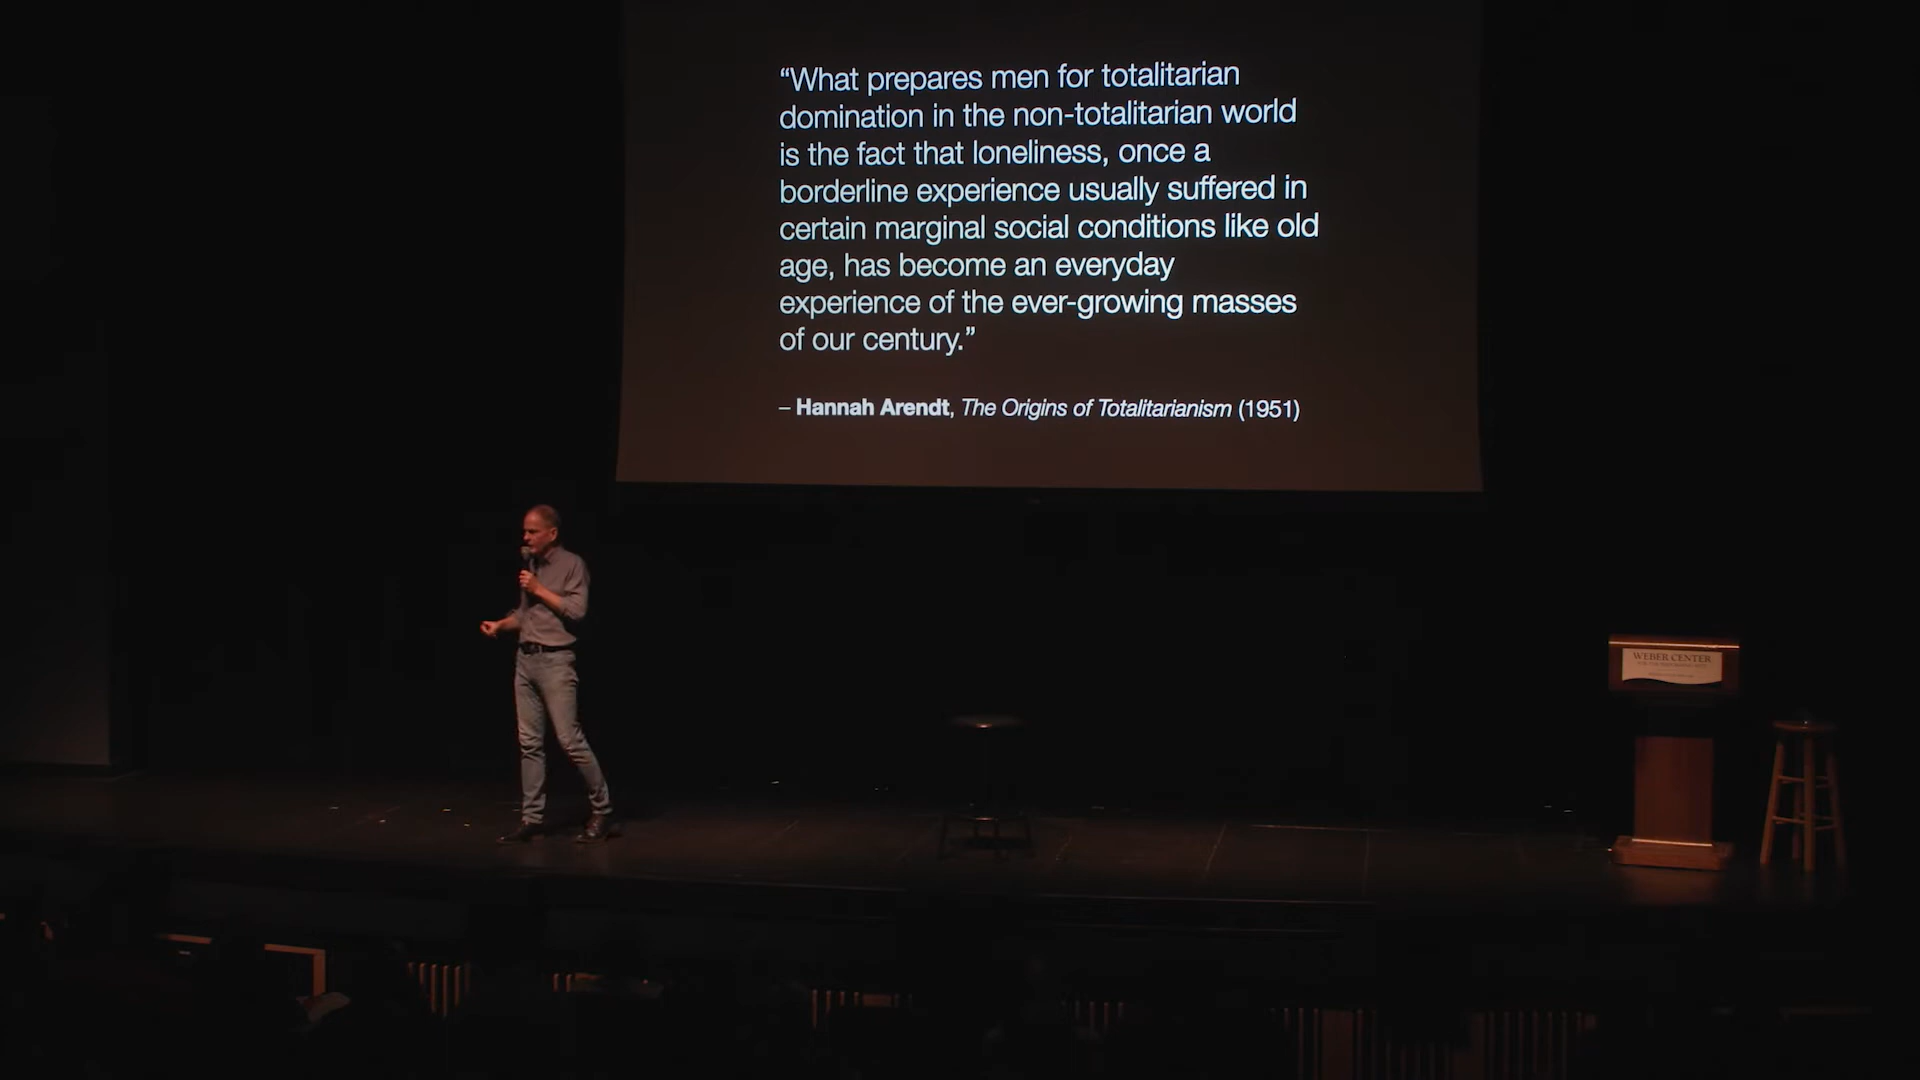 “What prepares men for totalitarian
domination in the non-totalitarian world
is the fact that loneliness, once a
borderline experience usually suffered in
certain marginal social conditions like old
age, has become an everyday
experience of the ever-growing masses
of our century.”
– Hannah Arendt, The Origins of Totalitarianism (1951)
WEBER CENTER